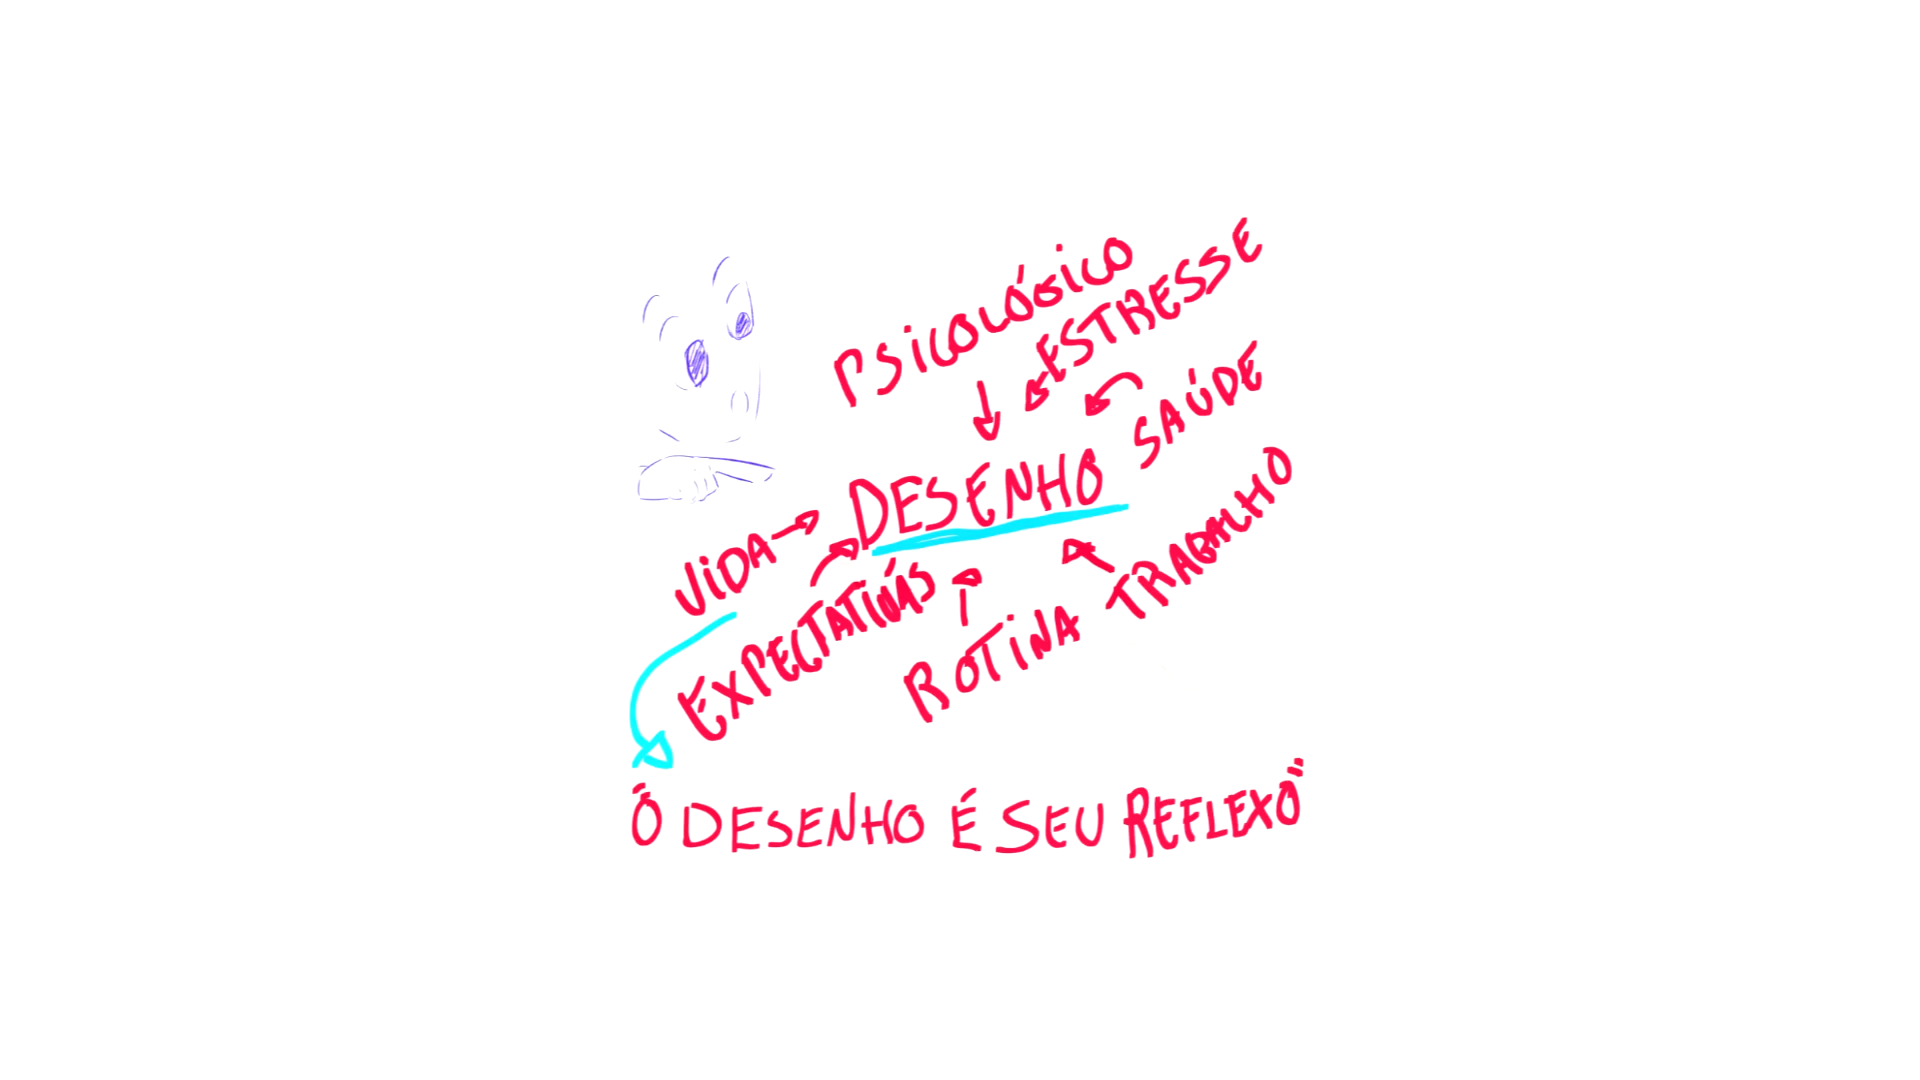 PSICOLÓGICO
ESTRESSE
SAÚDE
DESENHO
VIDA
EXPECTATIVAS
ROTINA
TRABALHO
"O DESENHO É SEU REFLEXO"